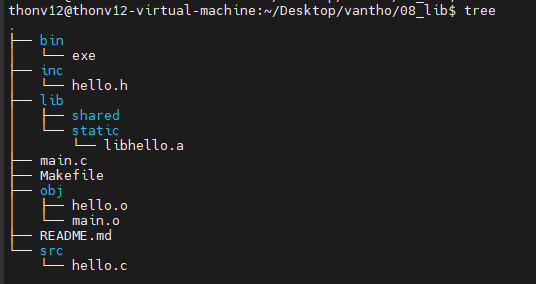 thonv12@thonv12-virtual-machine:~/Desktop/vantho/08_lib$ tree
.
├── bin
│   └── exe
├── inc
│   └── hello.h
├── lib
│   ├── shared
│   └── static
│       └── libhello.a
├── main.c
├── Makefile
├── obj
│   ├── hello.o
│   └── main.o
├── README.md
└── src
    └── hello.c